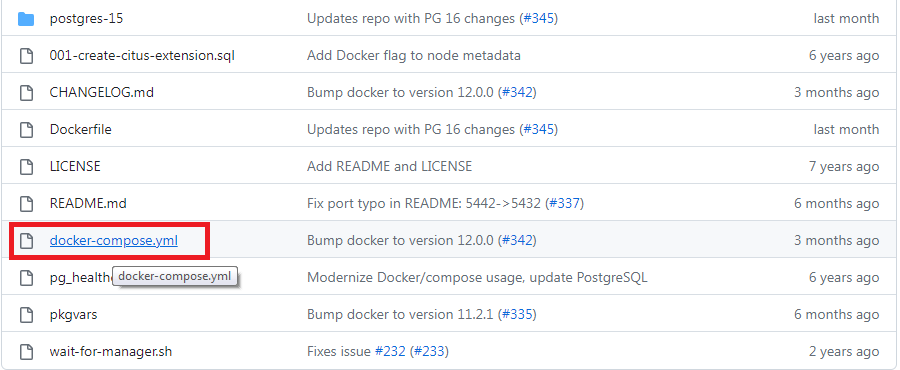 postgres-15 Updates repo with PG 16 changes (#345) last month
001-create-citus-extension.sql Add Docker flag to node metadata 6 years ago
CHANGELOG.md Bump docker to version 12.0.0 (#342) 3 months ago
Dockerfile Updates repo with PG 16 changes (#345) last month
LICENSE Add README and LICENSE 7 years ago
README.md Fix port typo in README: 5442->5432 (#337) 6 months ago
docker-compose.yml Bump docker to version 12.0.0 (#342) 3 months ago
docker-compose.yml Modernize Docker/compose usage, update PostgreSQL 6 years ago
pkgvars Bump docker to version 11.2.1 (#335) 6 months ago
wait-for-manager.sh Fixes issue #232 (#233) 2 years ago